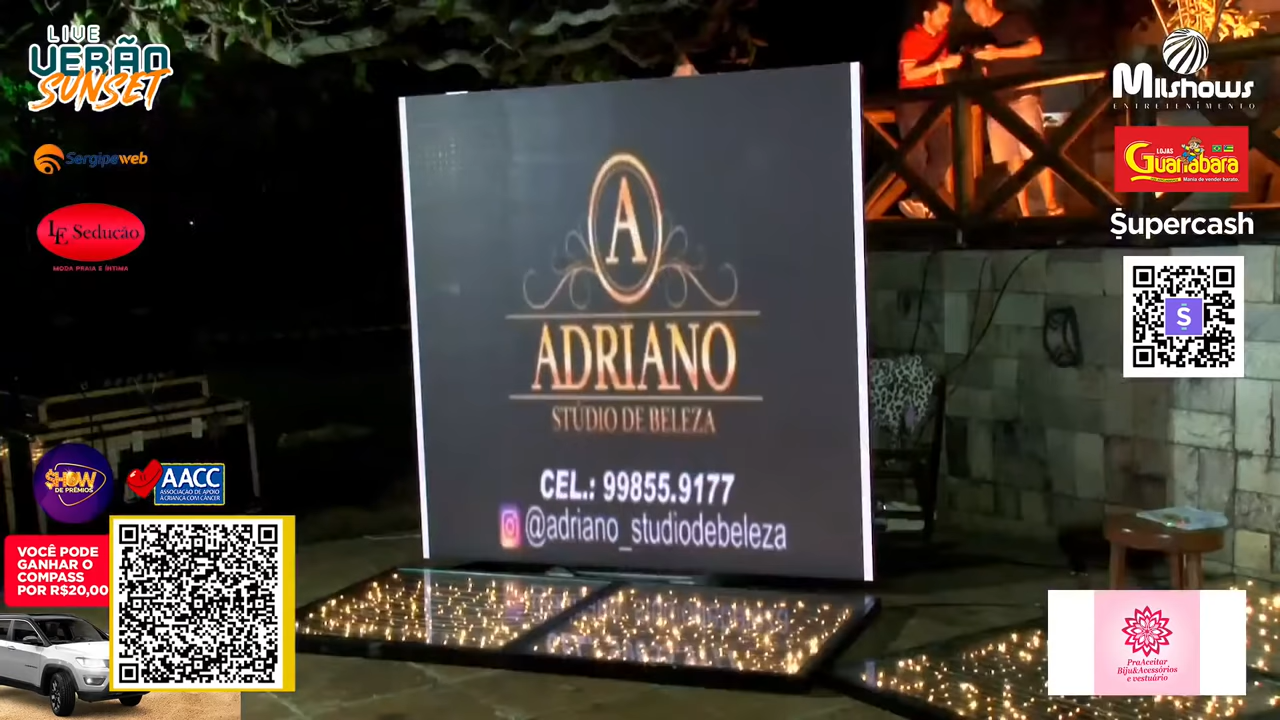 LIVE
VERÃO
SUNSET
Sergipeweb
LE Sedução
MODA PRAIA E ÍNTIMA
Milshows
ENTRETENIMENTO
LOJAS
Guanabara
Mania de vender barato.
$upercash
$
A
ADRIANO
STÚDIO DE BELEZA
CEL.: 99855.9177
@adriano_studiodebeleza
$HOW
DE PRÊMIOS
AACC
ASSOCIAÇÃO DE APOIO
À CRIANÇA COM CÂNCER
VOCÊ PODE
GANHAR O
COMPASS
POR R$20,00
PraAceitar
Biju&Acessórios
e vestuário